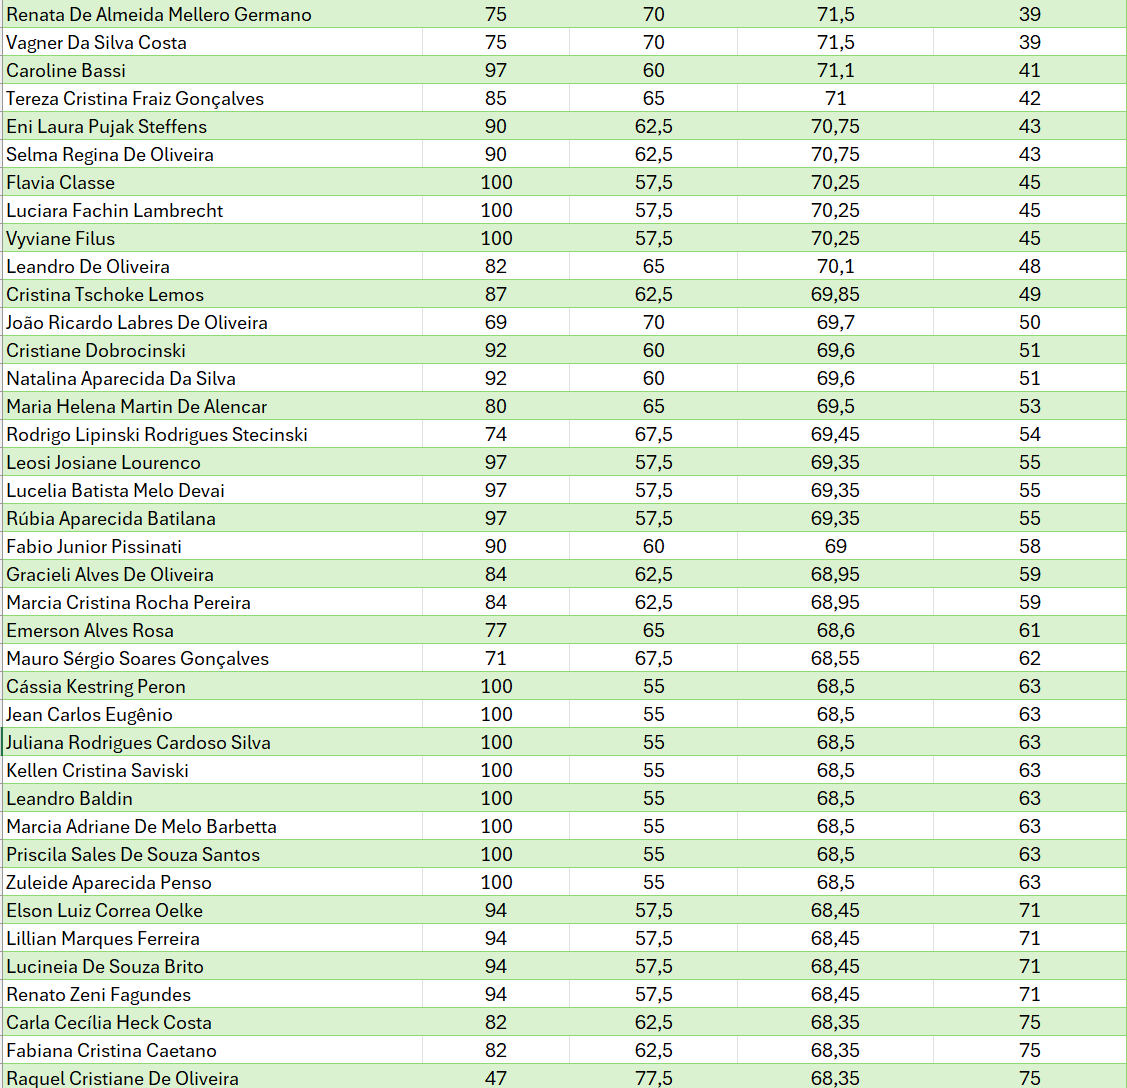 Renata De Almeida Mellero Germano 75 70 71,5 39
Vagner Da Silva Costa 75 70 71,5 39
Caroline Bassi 97 60 71,1 41
Tereza Cristina Fraiz Gonçalves 85 65 71 42
Eni Laura Pujak Steffens 90 62,5 70,75 43
Selma Regina De Oliveira 90 62,5 70,75 43
Flavia Classe 100 57,5 70,25 45
Luciara Fachin Lambrecht 100 57,5 70,25 45
Vyviane Filus 100 57,5 70,25 45
Leandro De Oliveira 82 65 70,1 48
Cristina Tschoke Lemos 87 62,5 69,85 49
João Ricardo Labres De Oliveira 69 70 69,7 50
Cristiane Dobrocinski 92 60 69,6 51
Natalina Aparecida Da Silva 92 60 69,6 51
Maria Helena Martin De Alencar 80 65 69,5 53
Rodrigo Lipinski Rodrigues Stecinski 74 67,5 69,45 54
Leosi Josiane Lourenco 97 57,5 69,35 55
Lucelia Batista Melo Devai 97 57,5 69,35 55
Rúbia Aparecida Batilana 97 57,5 69,35 55
Fabio Junior Pissinati 90 60 69 58
Gracieli Alves De Oliveira 84 62,5 68,95 59
Marcia Cristina Rocha Pereira 84 62,5 68,95 59
Emerson Alves Rosa 77 65 68,6 61
Mauro Sérgio Soares Gonçalves 71 67,5 68,55 62
Cássia Kestring Peron 100 55 68,5 63
Jean Carlos Eugênio 100 55 68,5 63
Juliana Rodrigues Cardoso Silva 100 55 68,5 63
Kellen Cristina Saviski 100 55 68,5 63
Leandro Baldin 100 55 68,5 63
Marcia Adriane De Melo Barbetta 100 55 68,5 63
Priscila Sales De Souza Santos 100 55 68,5 63
Zuleide Aparecida Penso 100 55 68,5 63
Elson Luiz Correa Oelke 94 57,5 68,45 71
Lillian Marques Ferreira 94 57,5 68,45 71
Lucineia De Souza Brito 94 57,5 68,45 71
Renato Zeni Fagundes 94 57,5 68,45 71
Carla Cecília Heck Costa 82 62,5 68,35 75
Fabiana Cristina Caetano 82 62,5 68,35 75
Raquel Cristiane De Oliveira 47 77,5 68,35 75